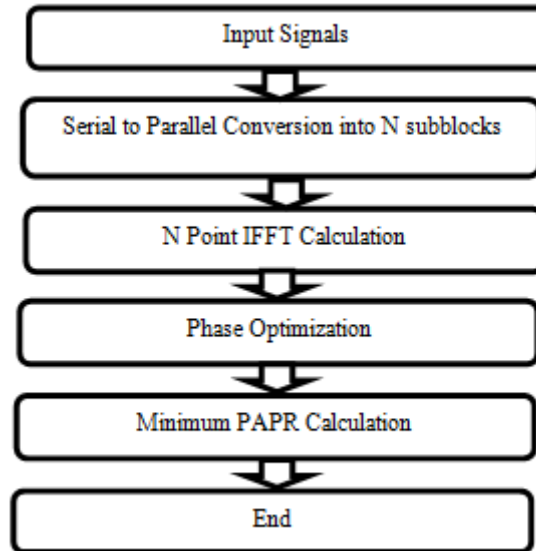 Input Signals
Serial to Parallel Conversion into N subblocks
N Point IFFT Calculation
Phase Optimization
Minimum PAPR Calculation
End